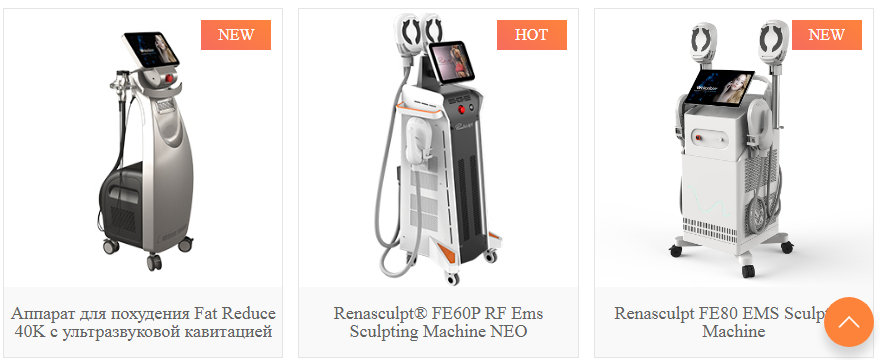 NEW
HOT
NEW
Аппарат для похудения Fat Reduce
40K с ультразвуковой кавитацией
Renasculpt® FE60P RF Ems
Sculpting Machine NEO
Renasculpt FE80 EMS
Machine